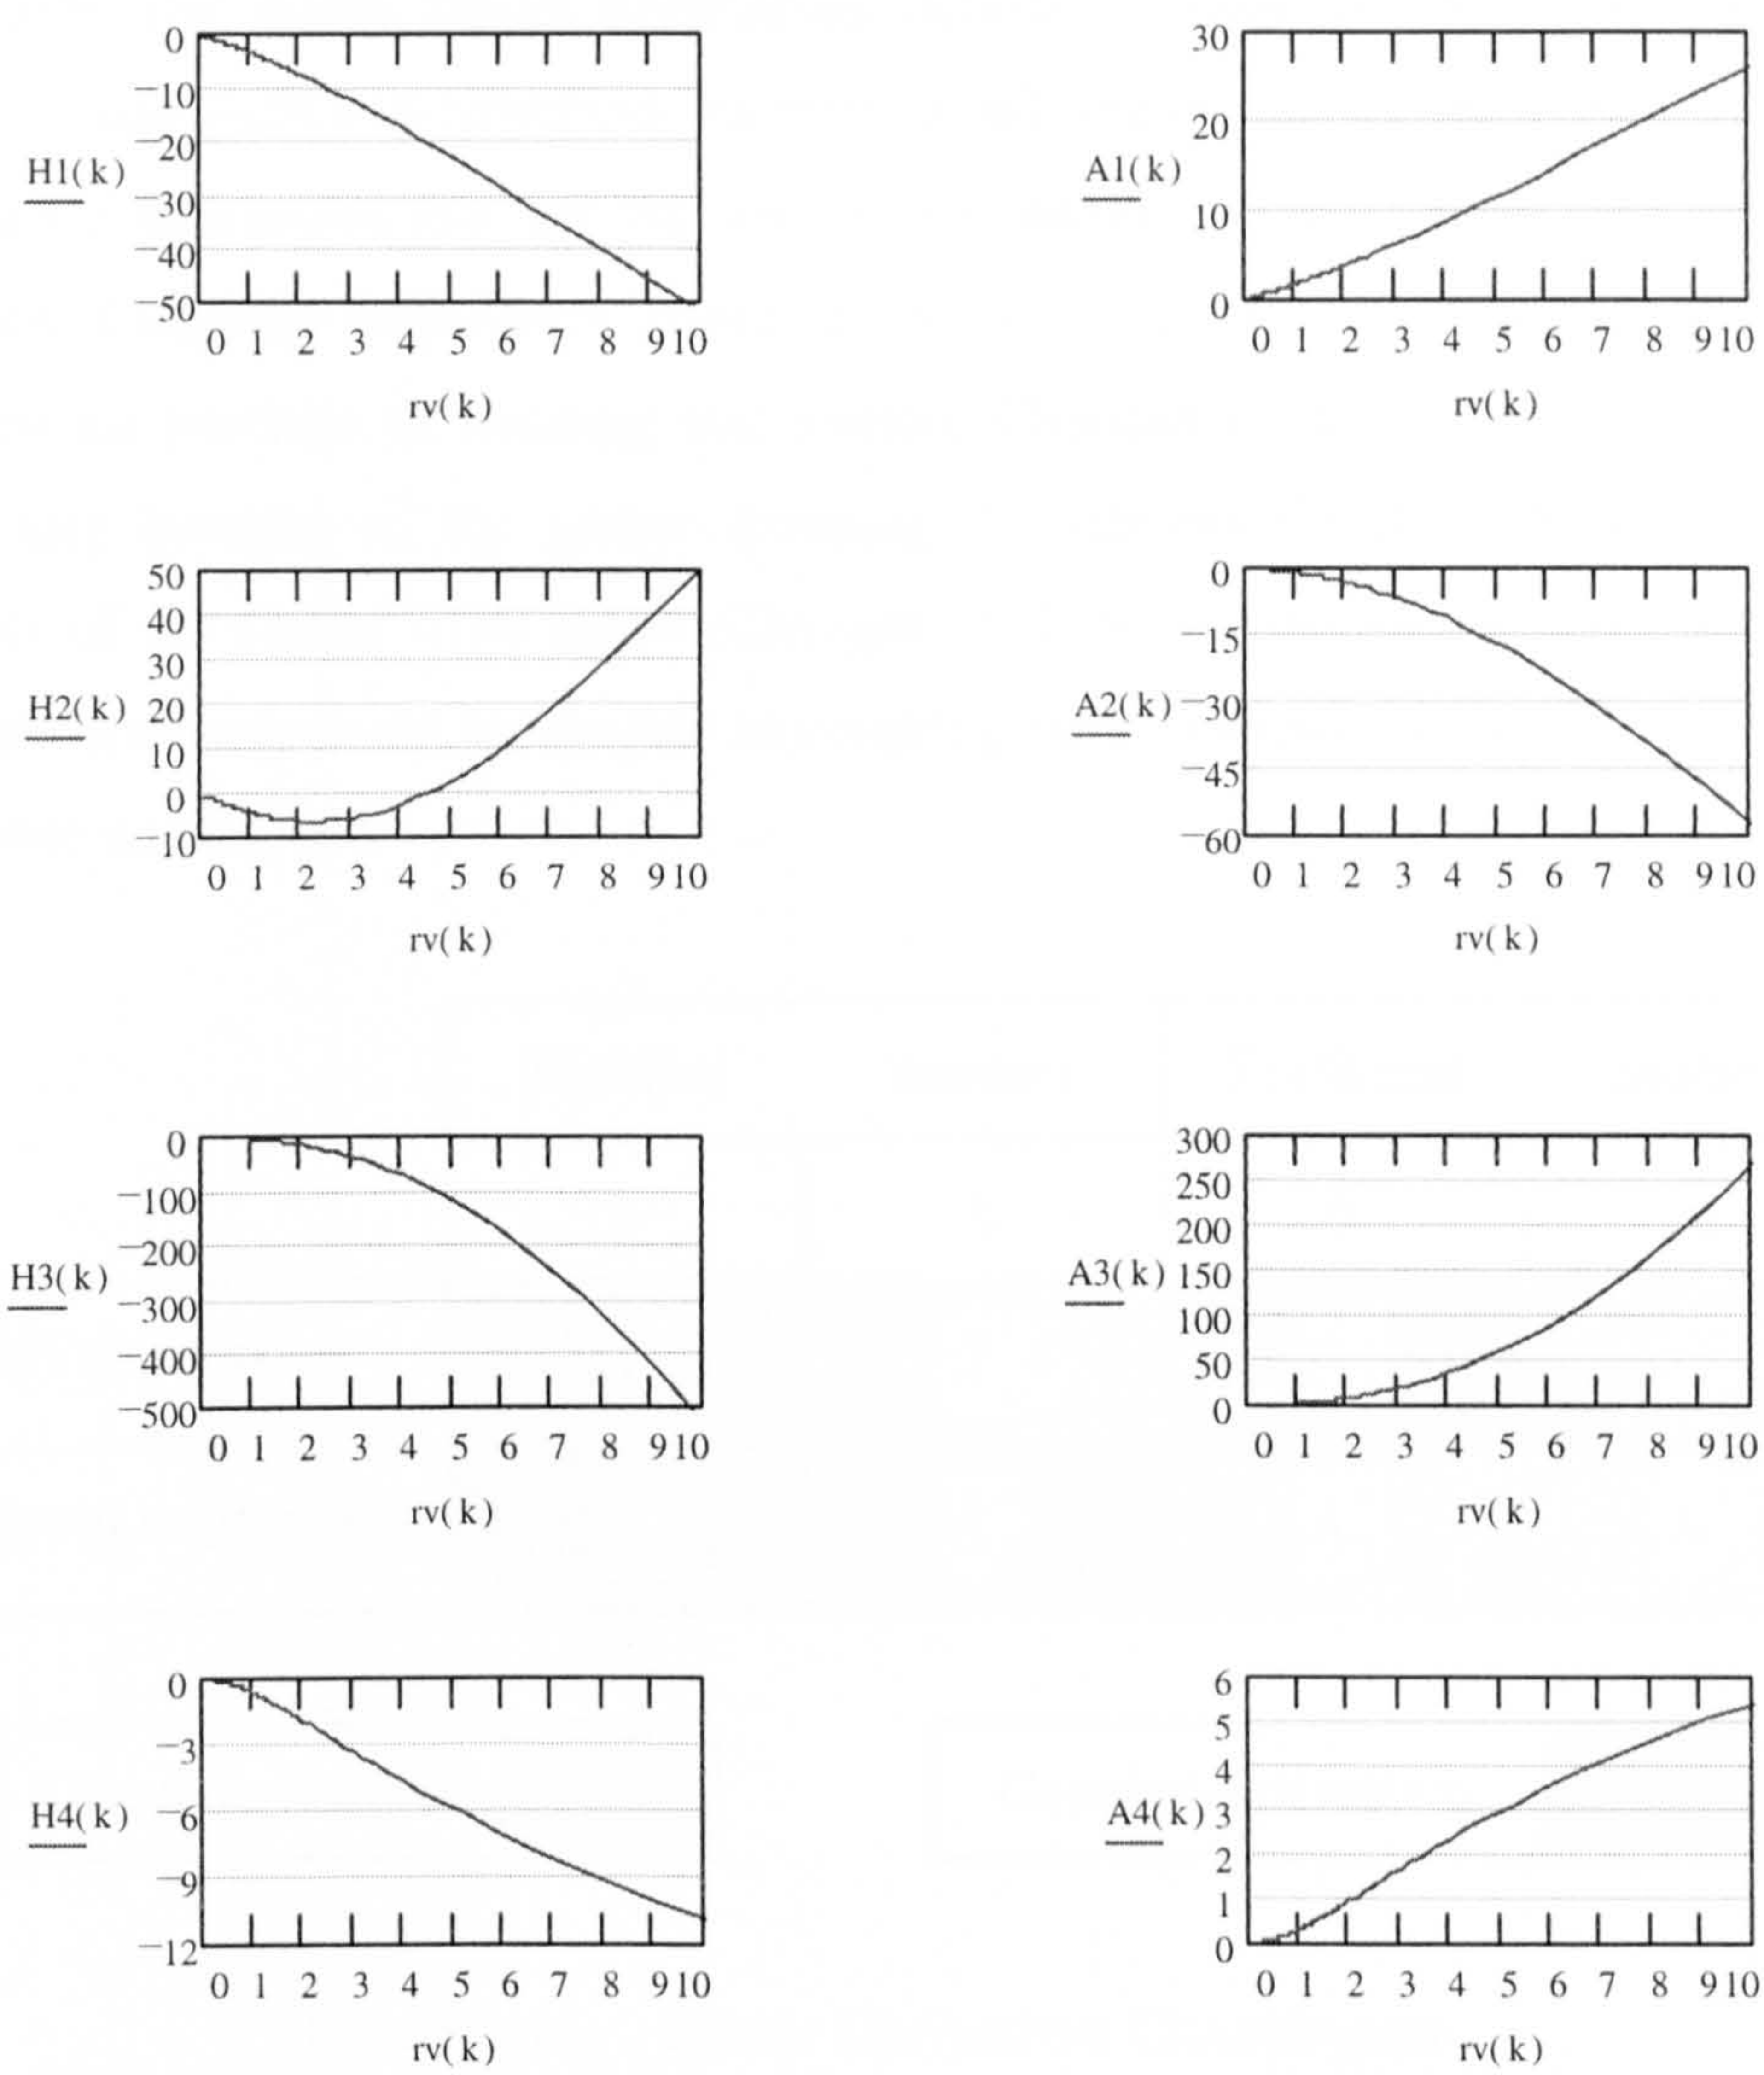 0
−10
−20
H1(k)
−30
−40
−50
0 1 2 3 4 5 6 7 8 9 10
rv(k)
30
20
A1(k)
10
0
0 1 2 3 4 5 6 7 8 9 10
rv(k)
50
40
30
H2(k) 20
10
0
−10
0 1 2 3 4 5 6 7 8 9 10
rv(k)
0
−15
A2(k) −30
−45
−60
0 1 2 3 4 5 6 7 8 9 10
rv(k)
0
−100
−200
H3(k)
−300
−400
−500
0 1 2 3 4 5 6 7 8 9 10
rv(k)
300
250
200
A3(k) 150
100
50
0
0 1 2 3 4 5 6 7 8 9 10
rv(k)
0
−3
H4(k) −6
−9
−12
0 1 2 3 4 5 6 7 8 9 10
rv(k)
6
5
4
A4(k) 3
2
1
0
0 1 2 3 4 5 6 7 8 9 10
rv(k)